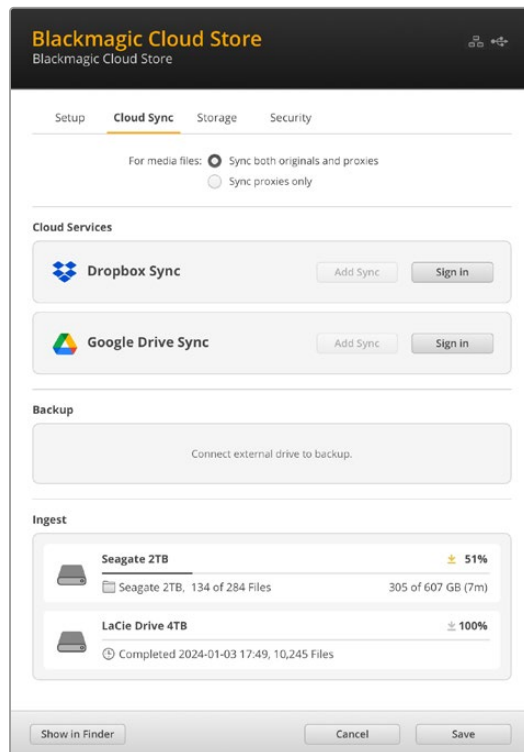 Blackmagic Cloud Store
Blackmagic Cloud Store
Setup Cloud Sync Storage Security
For media files: Sync both originals and proxies
Sync proxies only
Cloud Services
Dropbox Sync Add Sync Sign in
Google Drive Sync Add Sync Sign in
Backup
Connect external drive to backup.
Ingest
Seagate 2TB 51%
Seagate 2TB, 134 of 284 Files 305 of 607 GB (7m)
LaCie Drive 4TB 100%
Completed 2024-01-03 17:49, 10,245 Files
Show in Finder Cancel Save